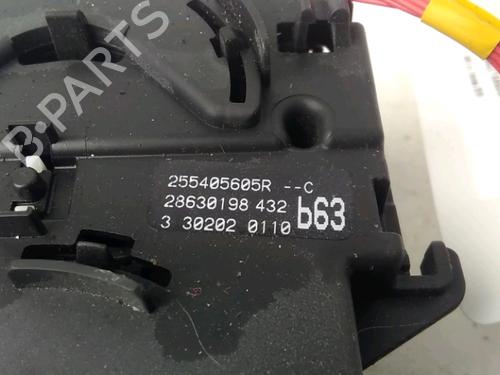 B-PARTS
255405605R --C
28630198 432 b63
3 30202 0110